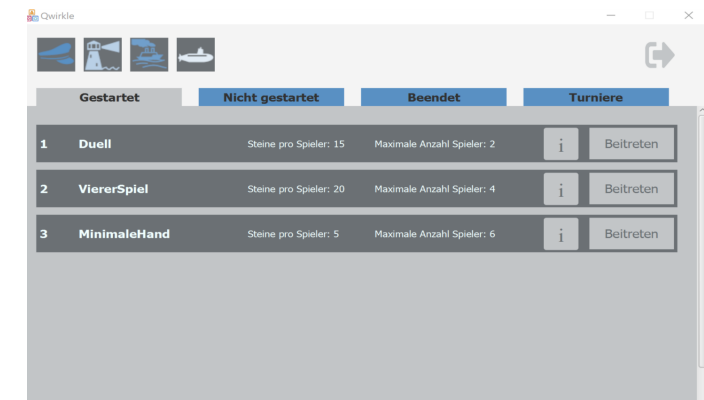 Qwirkle
Gestartet Nicht gestartet Beendet Turniere
1 Duell Steine pro Spieler: 15 Maximale Anzahl Spieler: 2 i Beitreten
2 ViererSpiel Steine pro Spieler: 20 Maximale Anzahl Spieler: 4 i Beitreten
3 MinimaleHand Steine pro Spieler: 5 Maximale Anzahl Spieler: 6 i Beitreten